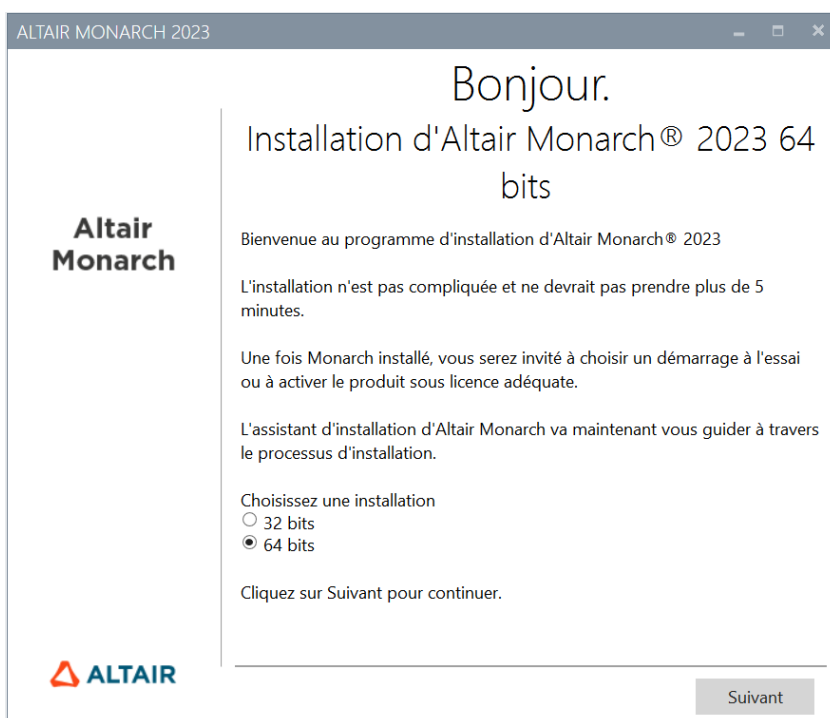 ALTAIR MONARCH 2023
Bonjour.
Installation d'Altair Monarch® 2023 64
bits
Altair
Monarch
Bienvenue au programme d'installation d'Altair Monarch® 2023
L'installation n'est pas compliquée et ne devrait pas prendre plus de 5
minutes.
Une fois Monarch installé, vous serez invité à choisir un démarrage à l'essai
ou à activer le produit sous licence adéquate.
L'assistant d'installation d'Altair Monarch va maintenant vous guider à travers
le processus d'installation.
Choisissez une installation
32 bits
64 bits
Cliquez sur Suivant pour continuer.
ALTAIR
Suivant